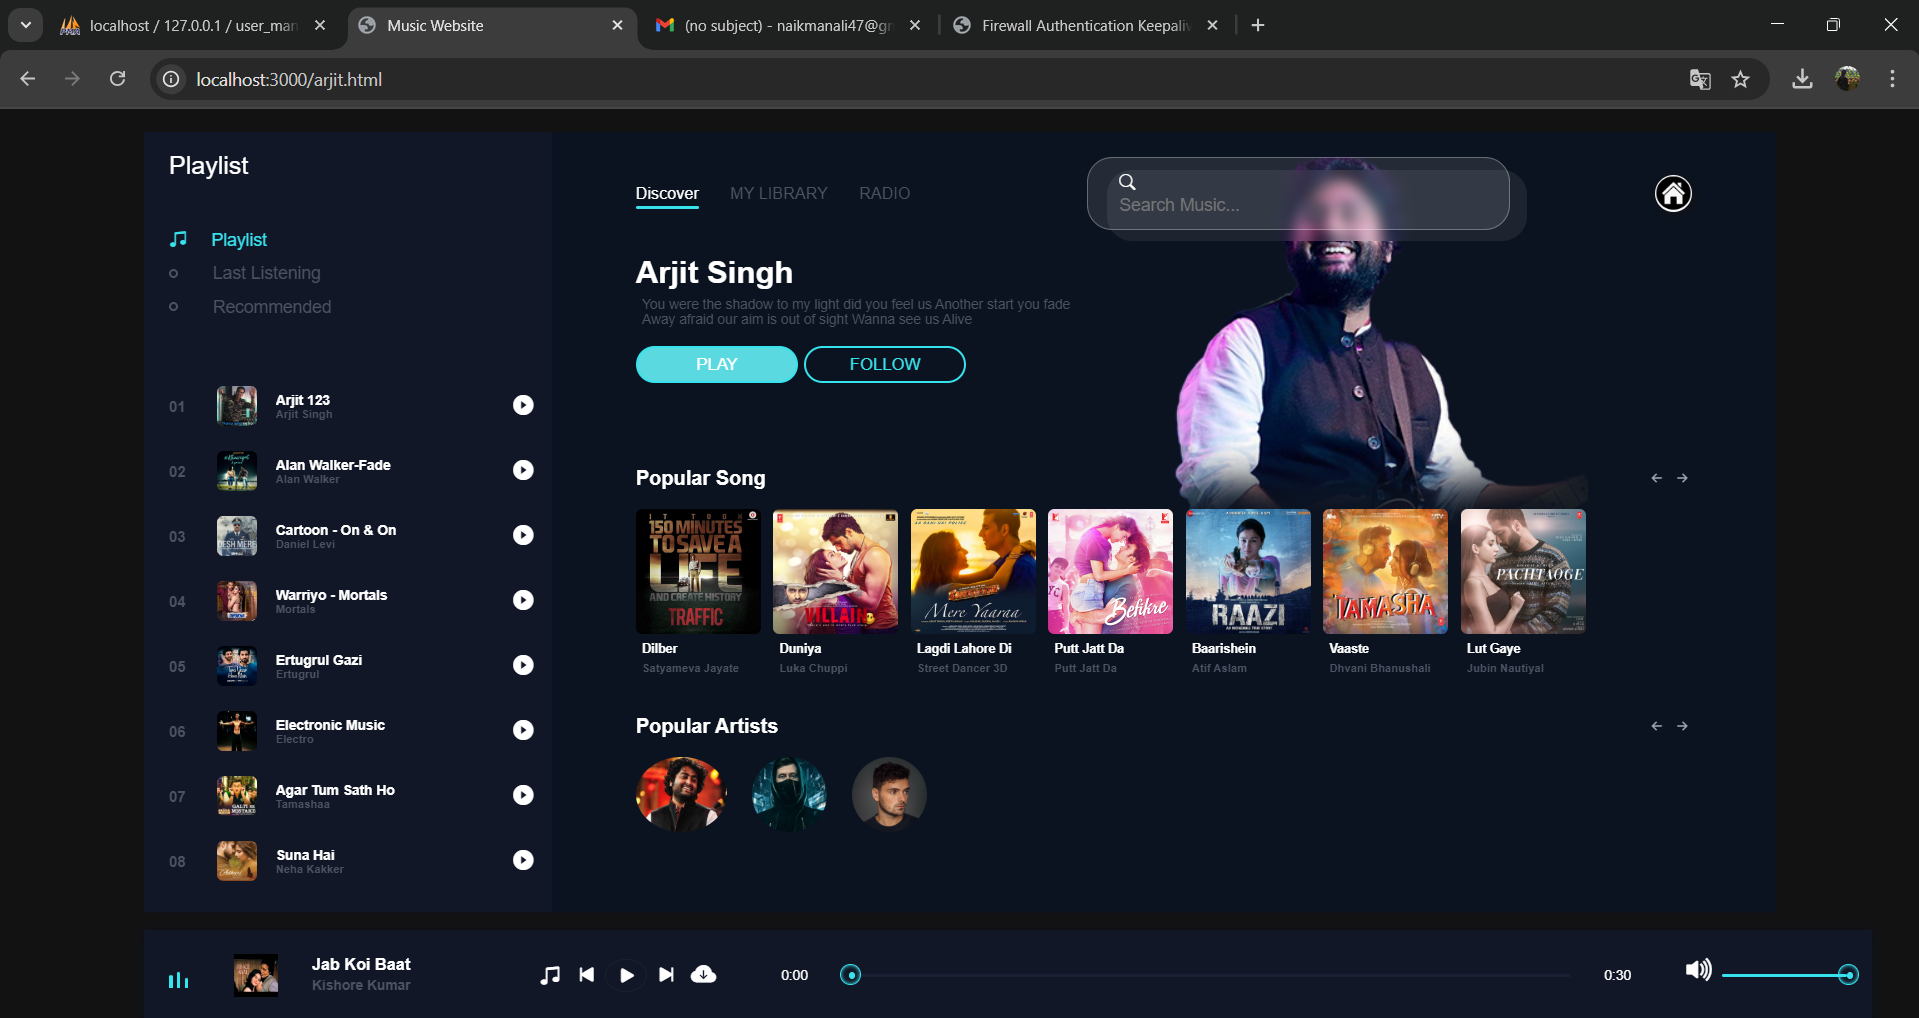 localhost / 127.0.0.1 / user_man
Music Website
(no subject) - naikmanali47@gm
Firewall Authentication Keepaliv
localhost:3000/arjit.html
Playlist
Discover
MY LIBRARY
RADIO
Search Music...
Playlist
Last Listening
Recommended
Arjit Singh
You were the shadow to my light did you feel us Another start you fade
Away afraid our aim is out of sight Wanna see us Alive
PLAY
FOLLOW
01
Arjit 123
Arjit Singh
02
Alan Walker-Fade
Alan Walker
03
Cartoon - On & On
Daniel Levi
04
Warriyo - Mortals
Mortals
05
Ertugrul Gazi
Ertugrul
06
Electronic Music
Electro
07
Agar Tum Sath Ho
Tamashaa
08
Suna Hai
Neha Kakker
Popular Song
IT TOOK
150 MINUTES
TO SAVE A
LIFE
AND CREATE HISTORY
TRAFFIC
VILLAIN
Mere Yaaraa
Befikre
RAAZI
TAMASHA
PACHTAOGE
Dilber
Satyameva Jayate
Duniya
Luka Chuppi
Lagdi Lahore Di
Street Dancer 3D
Putt Jatt Da
Putt Jatt Da
Baarishein
Atif Aslam
Vaaste
Dhvani Bhanushali
Lut Gaye
Jubin Nautiyal
Popular Artists
Jab Koi Baat
Kishore Kumar
0:00
0:30